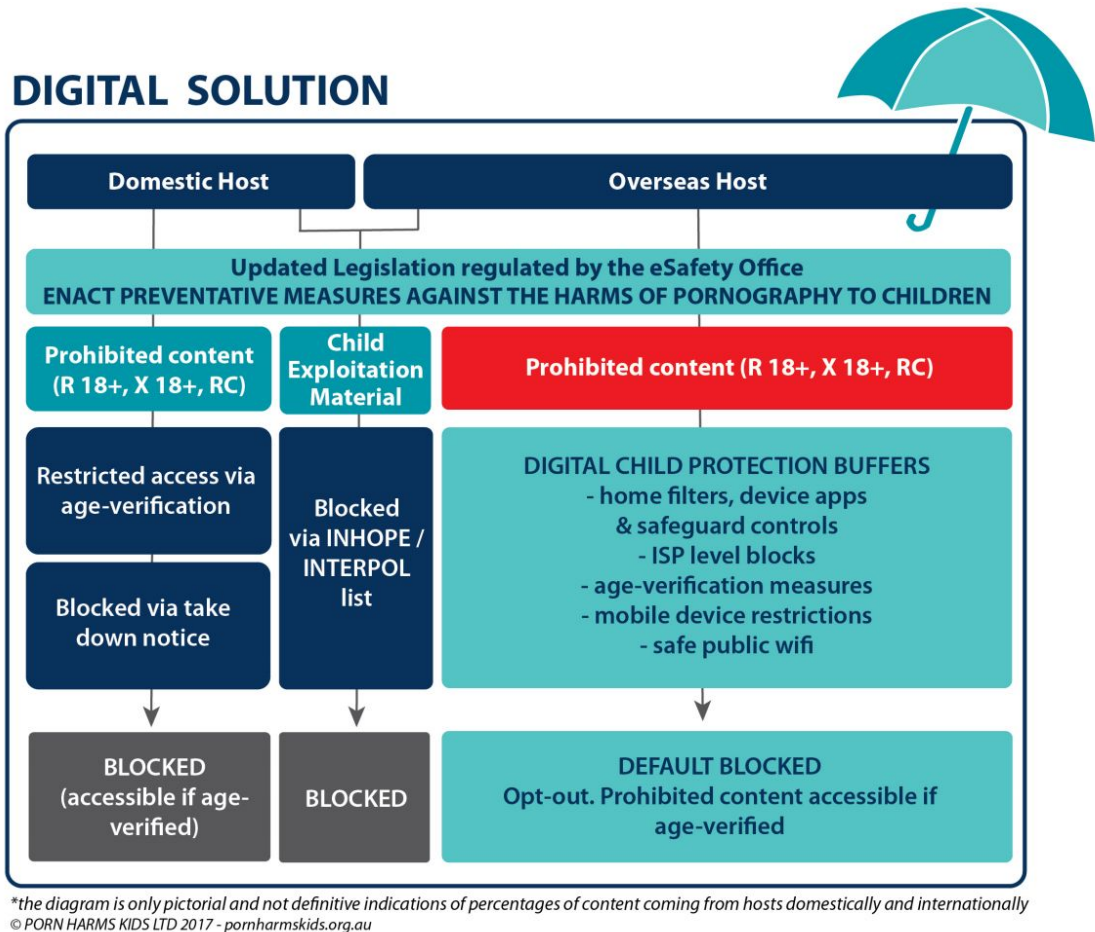 DIGITAL SOLUTION
Domestic Host
Overseas Host
Updated Legislation regulated by the eSafety Office
ENACT PREVENTATIVE MEASURES AGAINST THE HARMS OF PORNOGRAPHY TO CHILDREN
Prohibited content
(R 18+, X 18+, RC)
Child
Exploitation
Material
Prohibited content (R 18+, X 18+, RC)
Restricted access via
age-verification
Blocked via take
down notice
Blocked
via INHOPE /
INTERPOL
list
DIGITAL CHILD PROTECTION BUFFERS
- home filters, device apps
& safeguard controls
- ISP level blocks
- age-verification measures
- mobile device restrictions
- safe public wifi
BLOCKED
(accessible if age-
verified)
BLOCKED
DEFAULT BLOCKED
Opt-out. Prohibited content accessible if
age-verified
*the diagram is only pictorial and not definitive indications of percentages of content coming from hosts domestically and internationally
© PORN HARMS KIDS LTD 2017 - pornharmskids.org.au